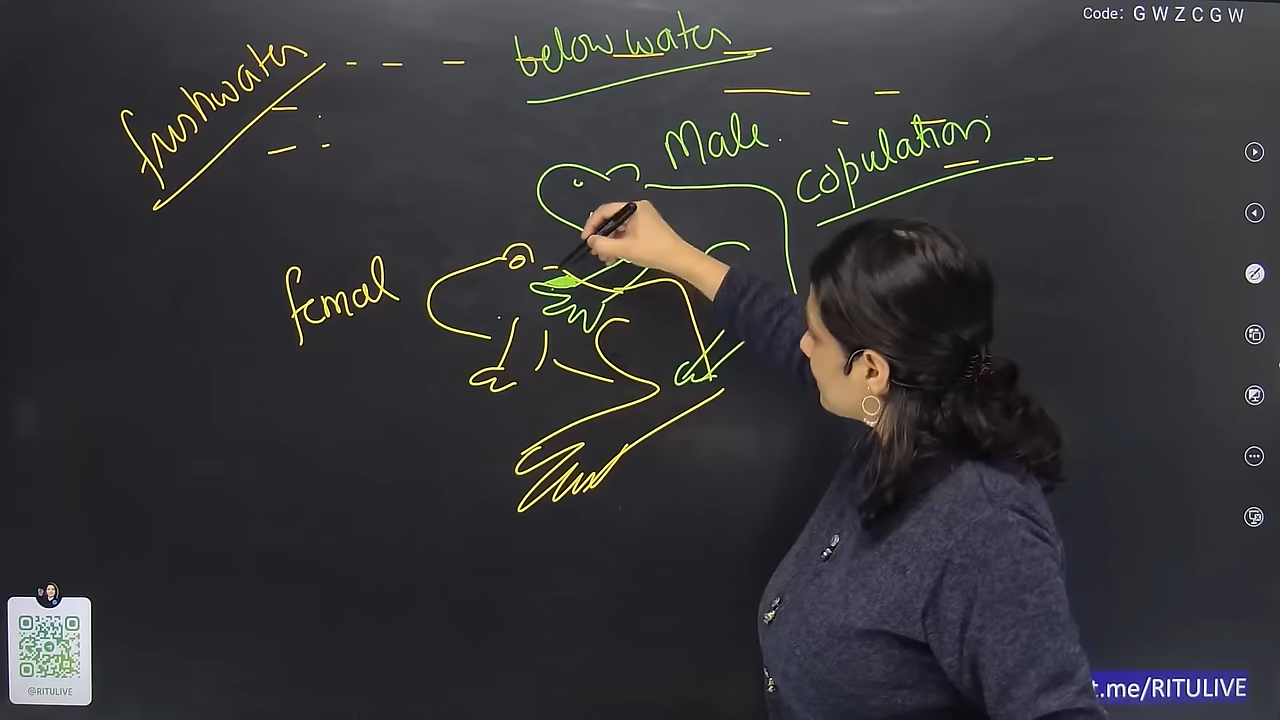 Code: G W Z C G W
below water
freshwater
Male
copulation
femal
@RITULIVE
t.me/RITULIVE